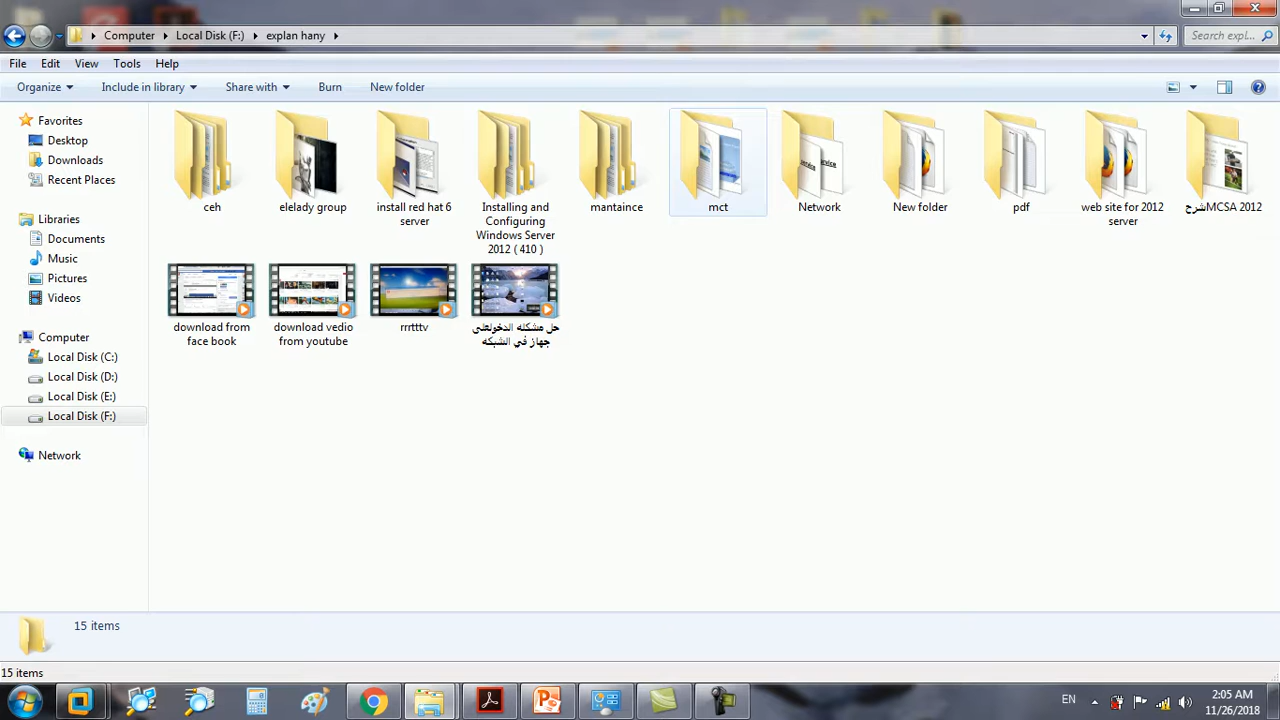 Computer Local Disk (F:) explan hany
Search expl...
File Edit View Tools Help
Organize Include in library Share with Burn New folder
Favorites
Desktop
Downloads
Recent Places
Libraries
Documents
Music
Pictures
Videos
Computer
Local Disk (C:)
Local Disk (D:)
Local Disk (E:)
Local Disk (F:)
Network
ceh
elelady group
install red hat 6
server
Installing and
Configuring
Windows Server
2012 ( 410 )
mantaince
mct
Network
New folder
pdf
web site for 2012
server
شرحMCSA 2012
download from
face book
download vedio
from youtube
rrrtttv
حل مشكله الدخولعلى
جهاز في الشبكه
15 items
15 items
EN
2:05 AM
11/26/2018